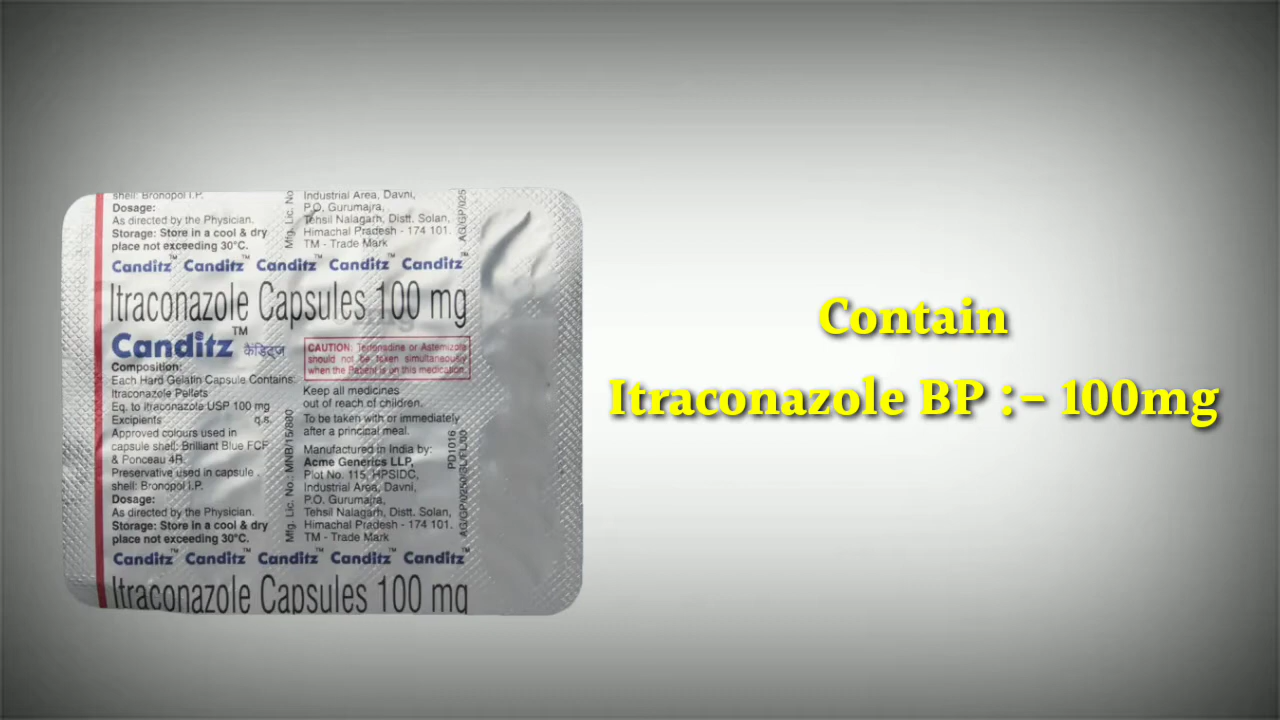 shell: Bronopol I.P.
Dosage:
As directed by the Physician.
Storage: Store in a cool & dry
place not exceeding 30°C.
Mfg. Lic. No
Industrial Area, Davni,
P.O. Gurumajra,
Tehsil Nalagarh, Distt. Solan,
Himachal Pradesh - 174 101.
TM - Trade Mark
AG/GP/025
Canditz™ Canditz™ Canditz™ Canditz™ Canditz™
Itraconazole Capsules 100 mg
Canditz™ कैंडिट्ज़
Composition:
Each Hard Gelatin Capsule Contains:
Itraconazole Pellets
Eq. to Itraconazole USP 100 mg
Excipients q.s.
Approved colours used in
capsule shell: Brilliant Blue FCF
& Ponceau 4R.
Preservative used in capsule
shell: Bronopol I.P.
Dosage:
As directed by the Physician.
Storage: Store in a cool & dry
place not exceeding 30°C.
Mfg. Lic. No.: MNB/15/880
CAUTION: Terfenadine or Astemizole
should not be taken simultaneously
when the Patient is on this medication.
Keep all medicines
out of reach of children.
To be taken with or immediately
after a principal meal.
Manufactured in India by:
Acme Generics LLP,
Plot No. 115, HPSIDC,
Industrial Area, Davni,
P.O. Gurumajra,
Tehsil Nalagarh, Distt. Solan,
Himachal Pradesh - 174 101.
TM - Trade Mark
PD1016
Canditz™ Canditz™ Canditz™ Canditz™ Canditz™
Itraconazole Capsules 100 mg
Contain
Itraconazole BP :- 100mg